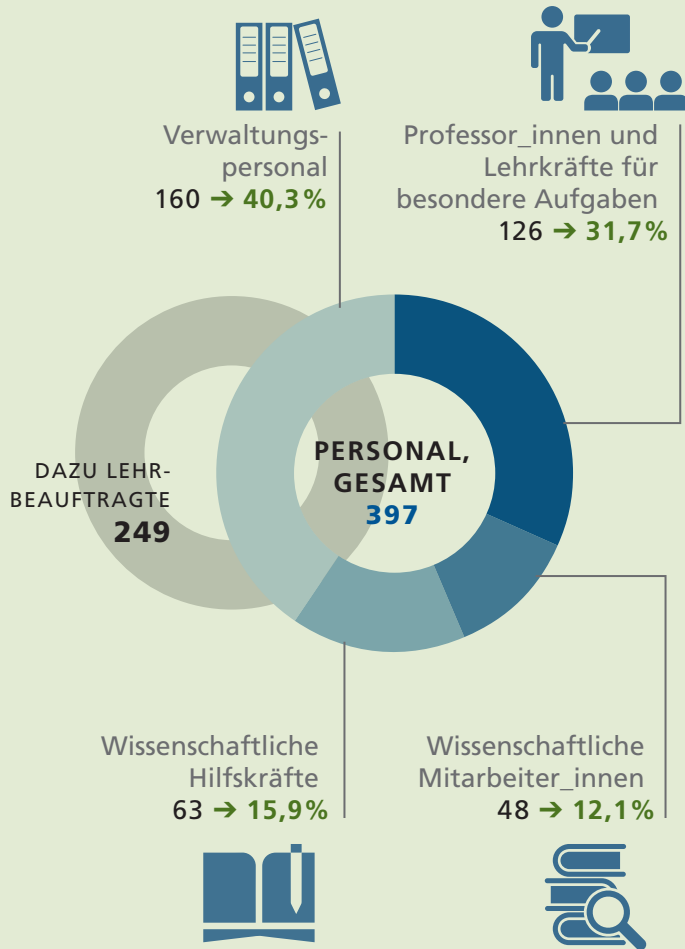 Verwaltungs-
personal
160 → 40,3%
Professor_innen und
Lehrkräfte für
besondere Aufgaben
126 → 31,7%
DAZU LEHR-
BEAUFTRAGTE
249
PERSONAL,
GESAMT
397
Wissenschaftliche
Hilfskräfte
63 → 15,9%
Wissenschaftliche
Mitarbeiter_innen
48 → 12,1%